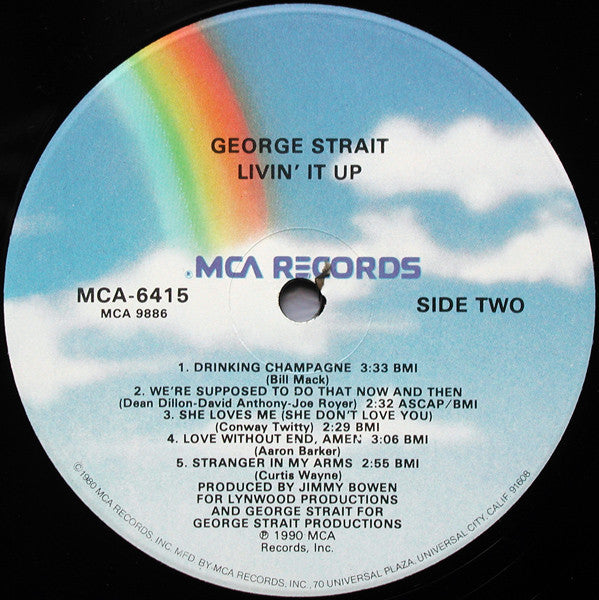 GEORGE STRAIT
LIVIN' IT UP
® MCA RECORDS
MCA-6415
MCA 9886
SIDE TWO
1. DRINKING CHAMPAGNE 3:33 BMI
(Bill Mack)
2. WE'RE SUPPOSED TO DO THAT NOW AND THEN
(Dean Dillon-David Anthony-Joe Royer) 2:32 ASCAP/BMI
3. SHE LOVES ME (SHE DON'T LOVE YOU)
(Conway Twitty) 2:29 BMI
4. LOVE WITHOUT END, AMEN 3:06 BMI
(Aaron Barker)
5. STRANGER IN MY ARMS 2:55 BMI
(Curtis Wayne)
PRODUCED BY JIMMY BOWEN
FOR LYNWOOD PRODUCTIONS
AND GEORGE STRAIT FOR
GEORGE STRAIT PRODUCTIONS
℗ 1990 MCA
Records, Inc.
©1980 MCA RECORDS, INC. MFD. BY MCA RECORDS, INC., 70 UNIVERSAL PLAZA, UNIVERSAL CITY, CALIF. 91608